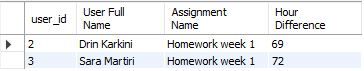 user_id User Full Name Assignment Name Hour Difference
2 Drin Karkini Homework week 1 69
3 Sara Martiri Homework week 1 72